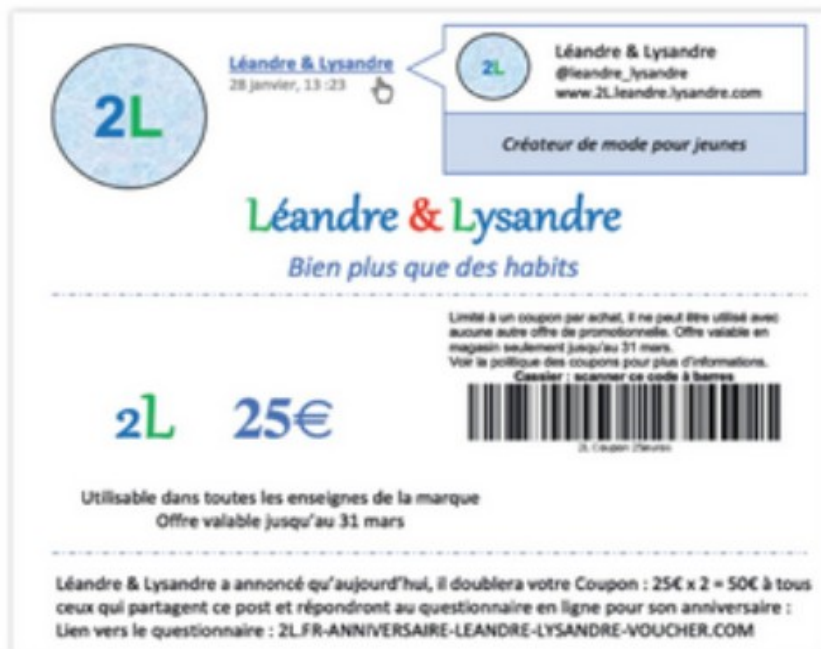 2L
Léandre & Lysandre
28 janvier, 13 :23
2L
Léandre & Lysandre
@leandre_lysandre
www.2L.leandre.lysandre.com
Créateur de mode pour jeunes
Léandre & Lysandre
Bien plus que des habits
Limité à un coupon par achat, il ne peut être utilisé avec
aucune autre offre de promotionnelle. Offre valable en
magasin seulement jusqu'au 31 mars.
Voir la politique des coupons pour plus d'informations.
Caissier : scanner ce code à barres
2L Coupon 25euros
2L 25€
Utilisable dans toutes les enseignes de la marque
Offre valable jusqu'au 31 mars
Léandre & Lysandre a annoncé qu'aujourd'hui, il doublera votre Coupon : 25€ x 2 = 50€ à tous
ceux qui partagent ce post et répondront au questionnaire en ligne pour son anniversaire :
Lien vers le questionnaire : 2L.FR-ANNIVERSAIRE-LEANDRE-LYSANDRE-VOUCHER.COM